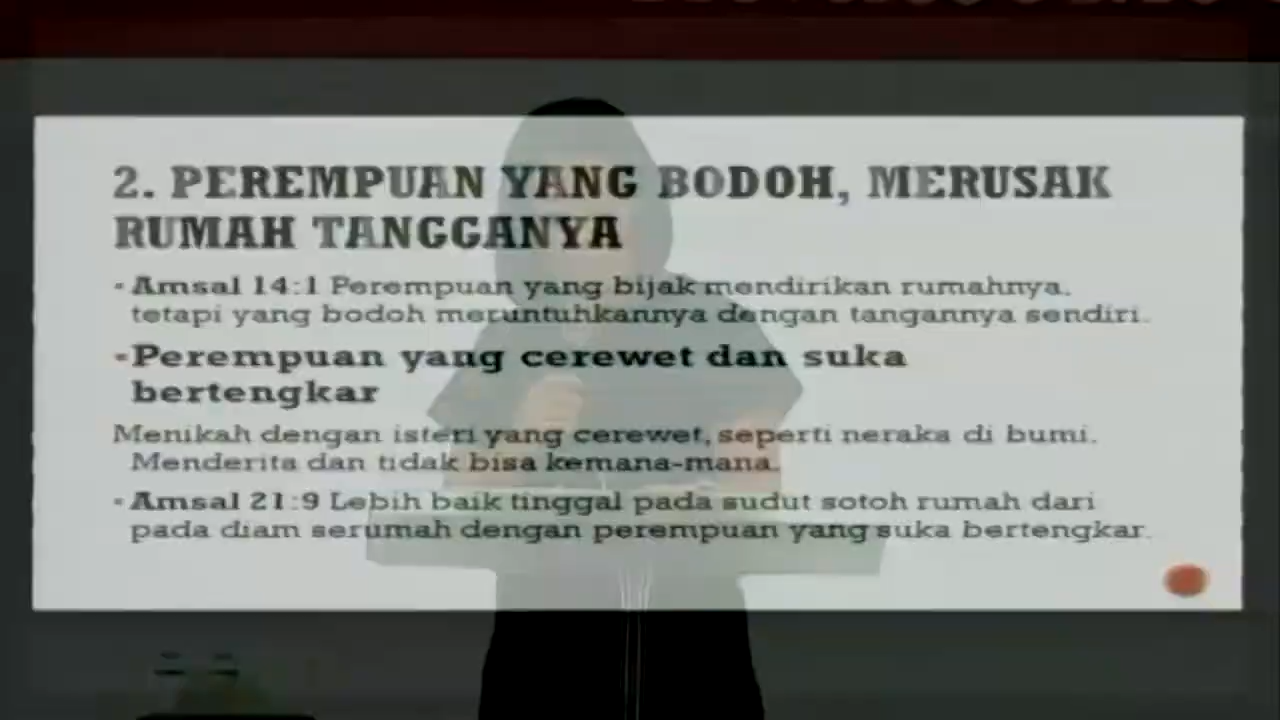 2. PEREMPUAN YANG BODOH, MERUSAK
RUMAH TANGGANYA
• Amsal 14:1 Perempuan yang bijak mendirikan rumahnya,
tetapi yang bodoh meruntuhkannya dengan tangannya sendiri.
• Perempuan yang cerewet dan suka
bertengkar
Menikah dengan isteri yang cerewet, seperti neraka di bumi.
Menderita dan tidak bisa kemana-mana.
• Amsal 21:9 Lebih baik tinggal pada sudut sotoh rumah dari
pada diam serumah dengan perempuan yang suka bertengkar.